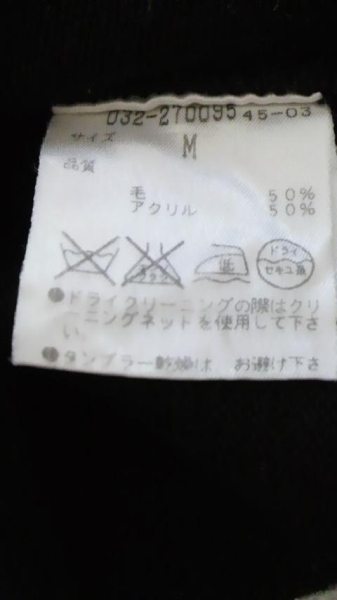 032-270095 45-03
サイズ M
品質
毛 50%
アクリル 50%
低
ドライ
セキユ系
●ドライクリーニングの際はクリ
ーニングネットを使用して下さ
い。
●タンブラー乾燥は お避け下さ